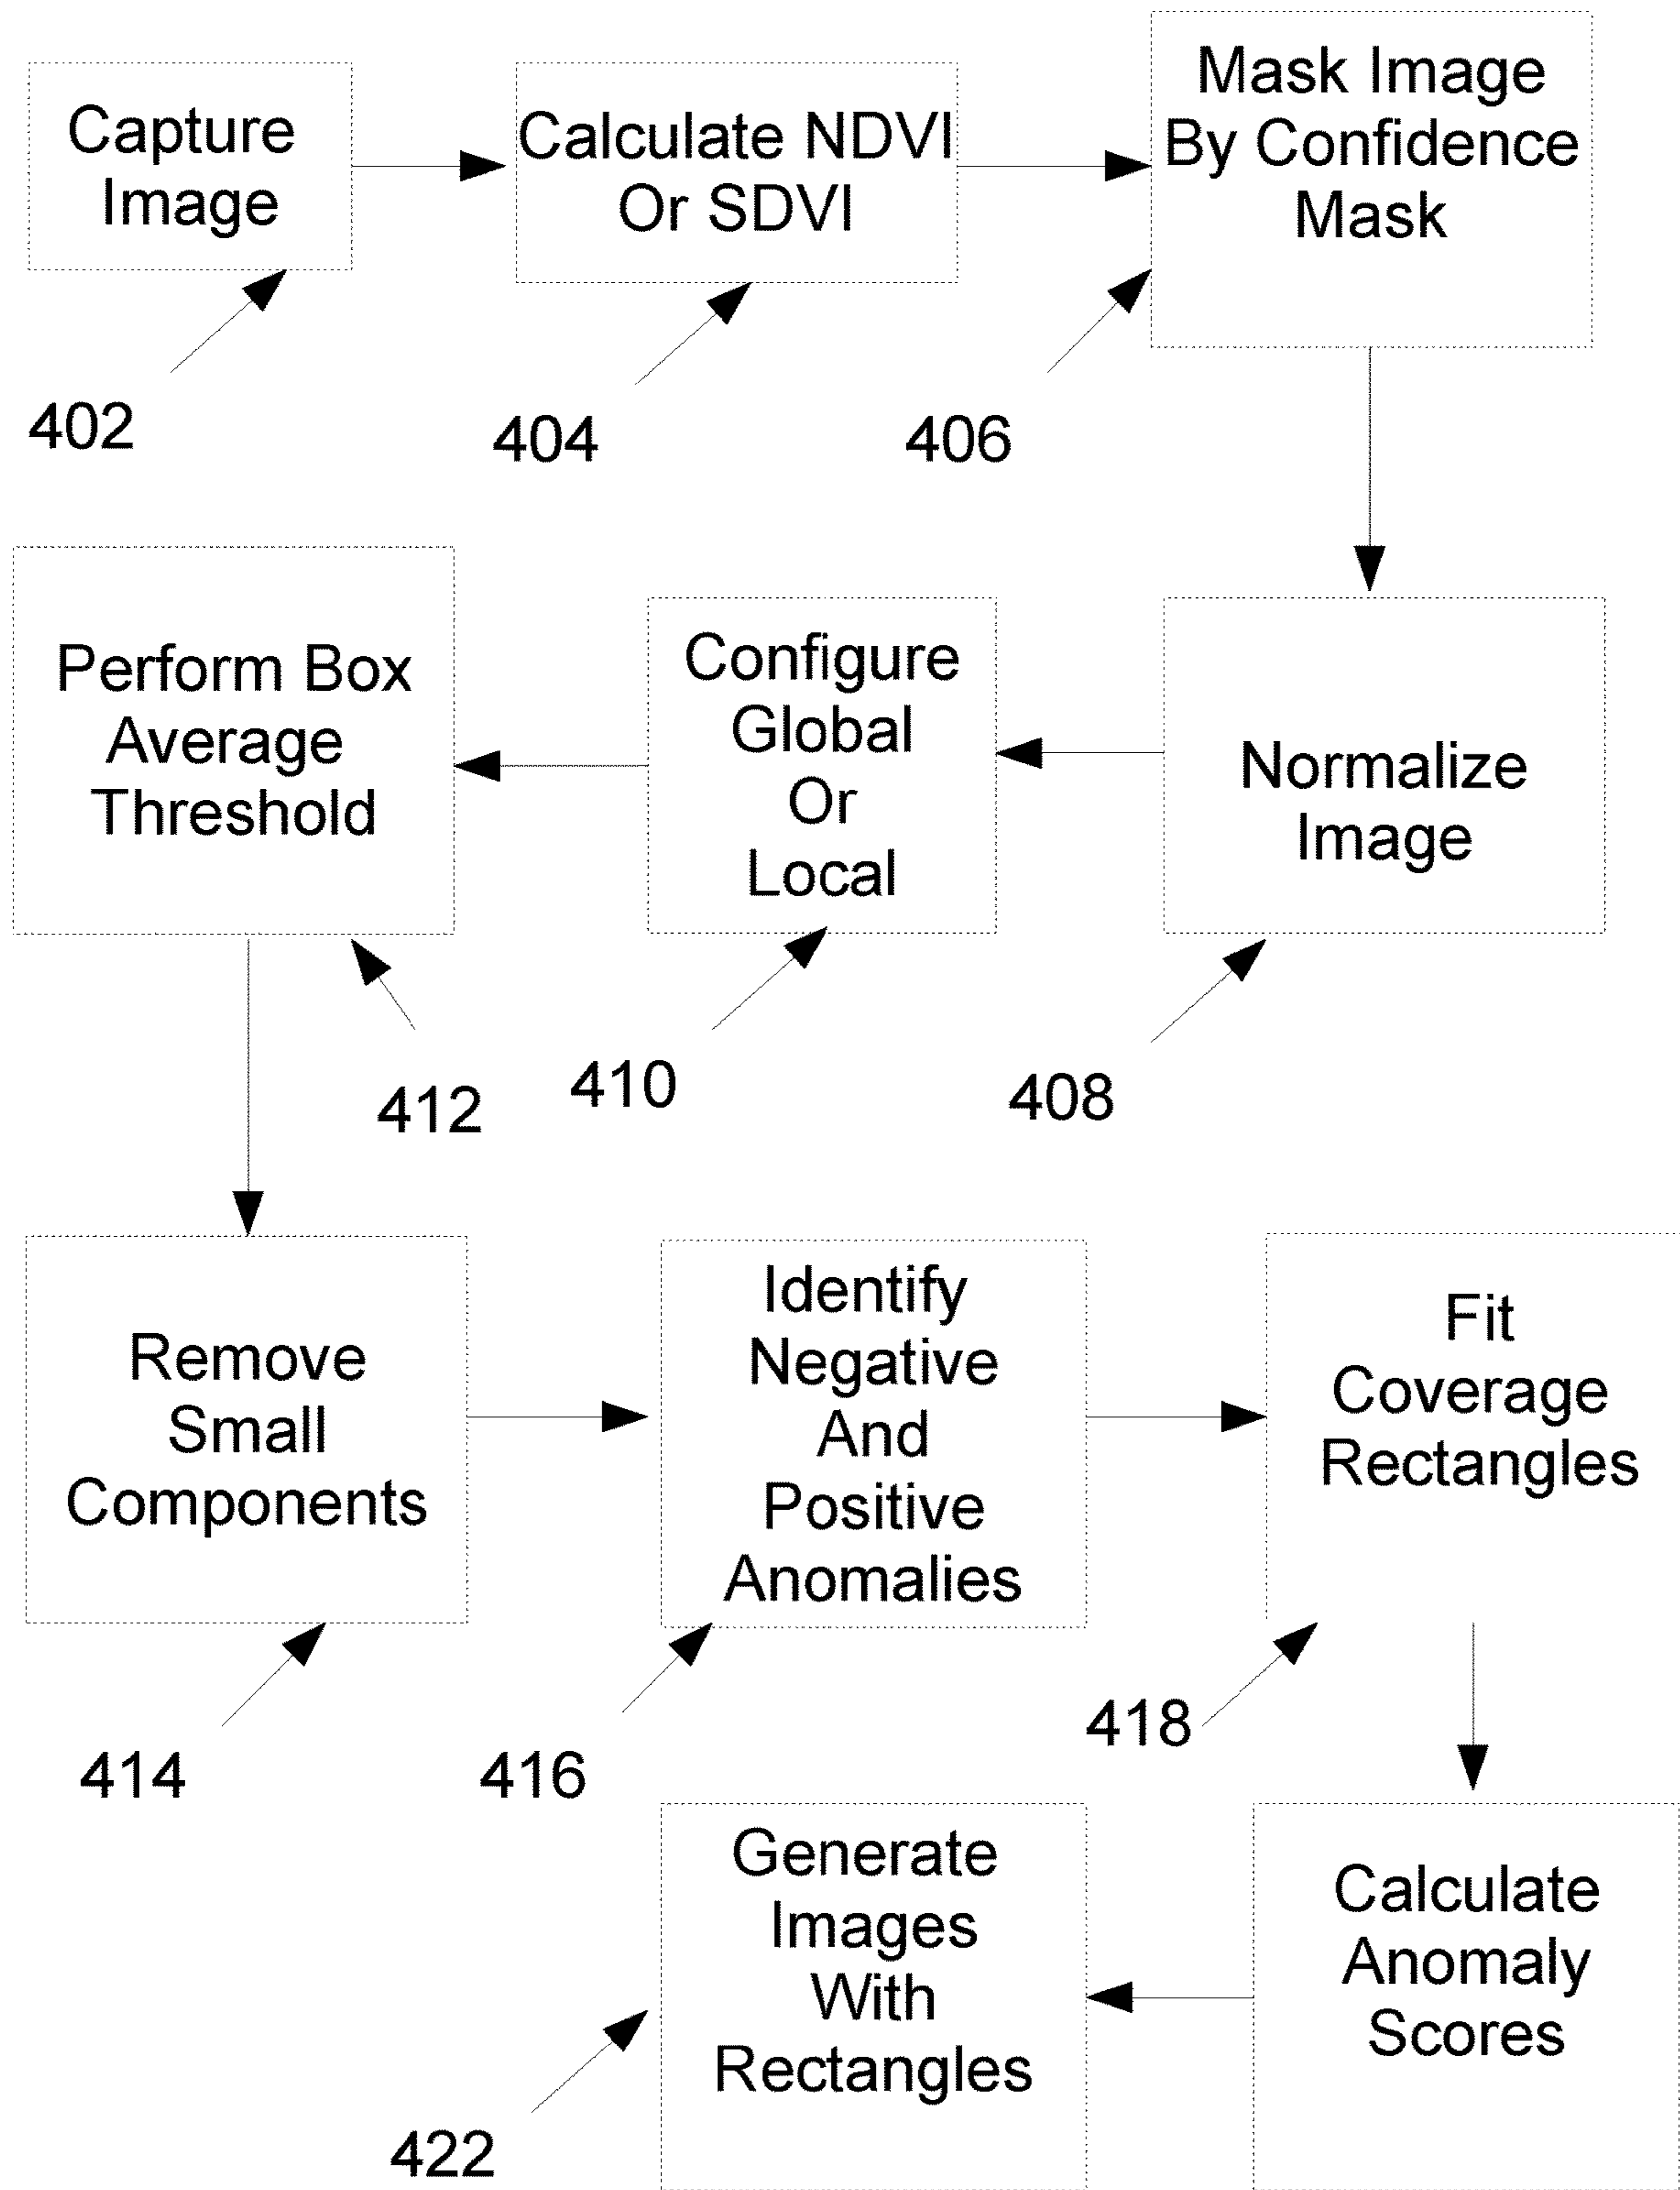 Capture
Image
402
Calculate NDVI
Or SDVI
404
Mask Image
By Confidence
Mask
406
Normalize
Image
408
Configure
Global
Or
Local
410
Perform Box
Average
Threshold
412
Remove
Small
Components
414
Identify
Negative
And
Positive
Anomalies
416
Fit
Coverage
Rectangles
418
Calculate
Anomaly
Scores
Generate
Images
With
Rectangles
422